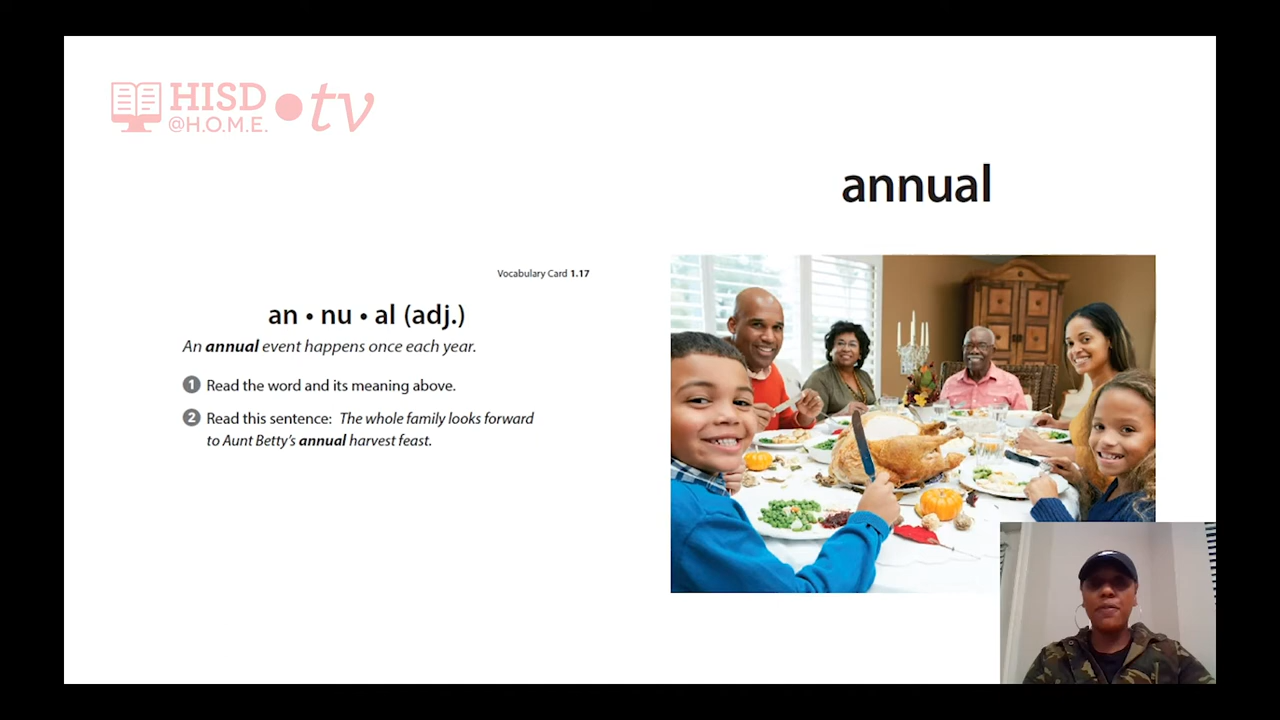 HISD
@H.O.M.E.
tv
annual
Vocabulary Card 1.17
an • nu • al (adj.)
An annual event happens once each year.
1 Read the word and its meaning above.
2 Read this sentence: The whole family looks forward
to Aunt Betty's annual harvest feast.